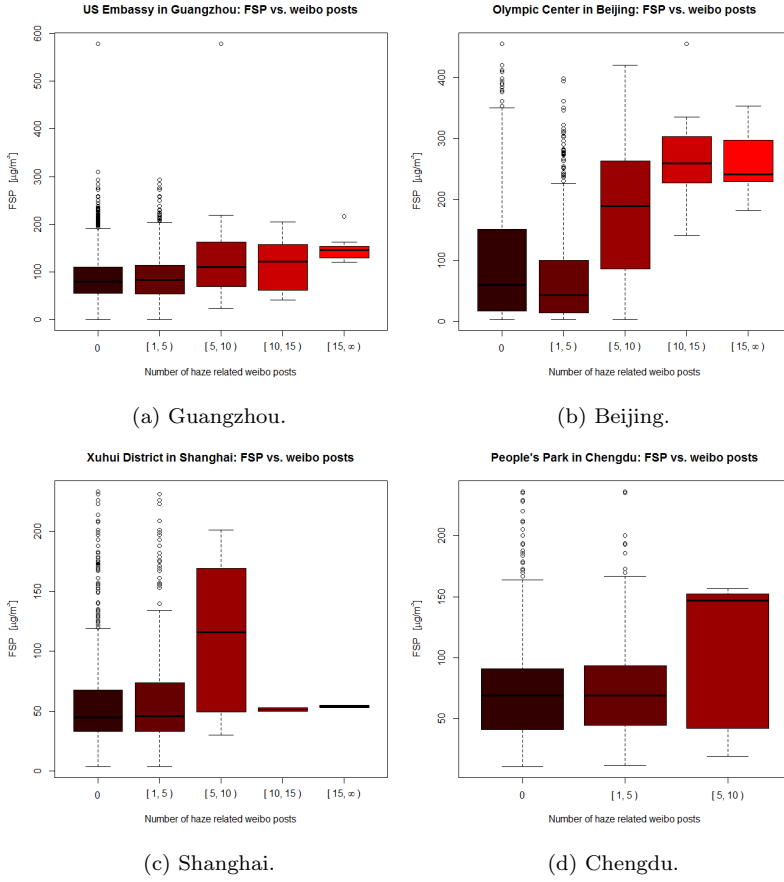 US Embassy in Guangzhou: FSP vs. weibo posts
FSP [µg/m³]
600
500
400
300
200
100
0
0
[ 1, 5 )
[ 5, 10 )
[ 10, 15 )
[ 15, ∞ )
Number of haze related weibo posts
(a) Guangzhou.
Olympic Center in Beijing: FSP vs. weibo posts
FSP [µg/m³]
400
300
200
100
0
0
[ 1, 5 )
[ 5, 10 )
[ 10, 15 )
[ 15, ∞ )
Number of haze related weibo posts
(b) Beijing.
Xuhui District in Shanghai: FSP vs. weibo posts
FSP [µg/m³]
200
150
100
50
0
0
[ 1, 5 )
[ 5, 10 )
[ 10, 15 )
[ 15, ∞ )
Number of haze related weibo posts
(c) Shanghai.
People's Park in Chengdu: FSP vs. weibo posts
FSP [µg/m³]
200
150
100
50
0
[ 1, 5 )
[ 5, 10 )
Number of haze related weibo posts
(d) Chengdu.